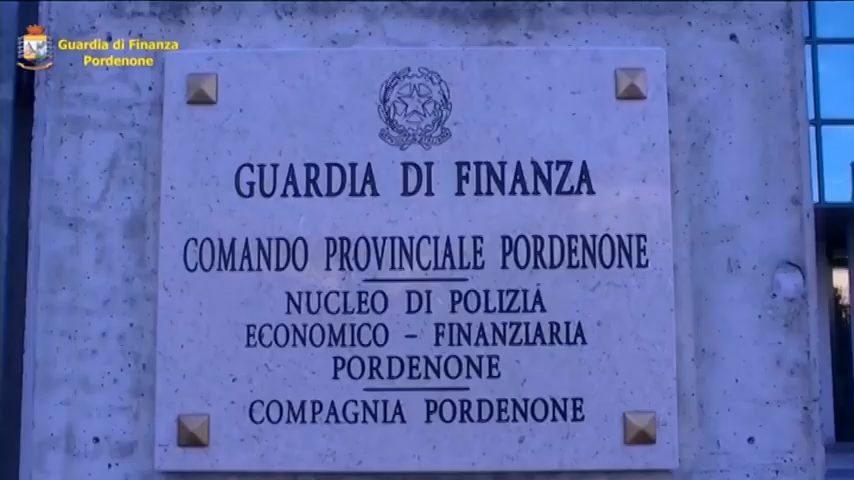 Guardia di Finanza
Pordenone
GUARDIA DI FINANZA
COMANDO PROVINCIALE PORDENONE
NUCLEO DI POLIZIA
ECONOMICO - FINANZIARIA
PORDENONE
COMPAGNIA PORDENONE